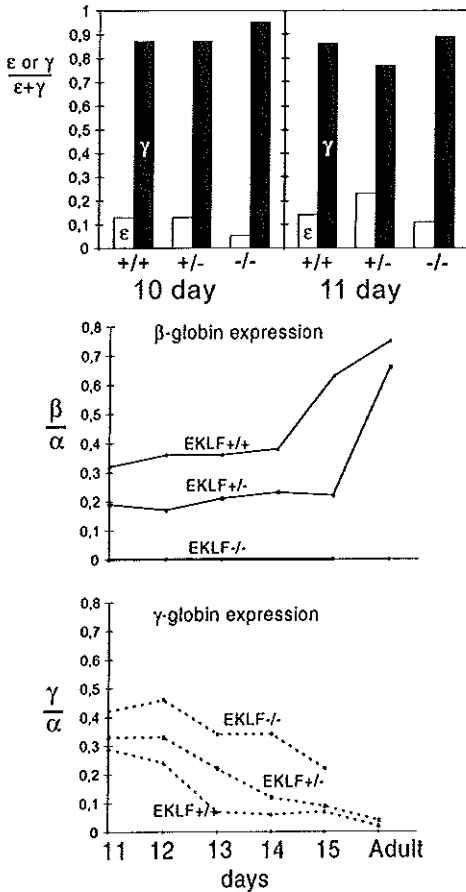 ε or γ
ε+γ
1
0,9
0,8
0,7
0,6
0,5
0,4
0,3
0,2
0,1
0
γ
ε
γ
ε
+/+ +/- -/- +/+ +/- -/-
10 day 11 day
β-globin expression
β
α
0,8
0,7
0,6
0,5
0,4
0,3
0,2
0,1
0
EKLF+/+
EKLF+/-
EKLF-/-
γ-globin expression
γ
α
0,8
0,7
0,6
0,5
0,4
0,3
0,2
0,1
0
EKLF-/-
EKLF+/-
EKLF+/+
11 12 13 14 15 Adult
days